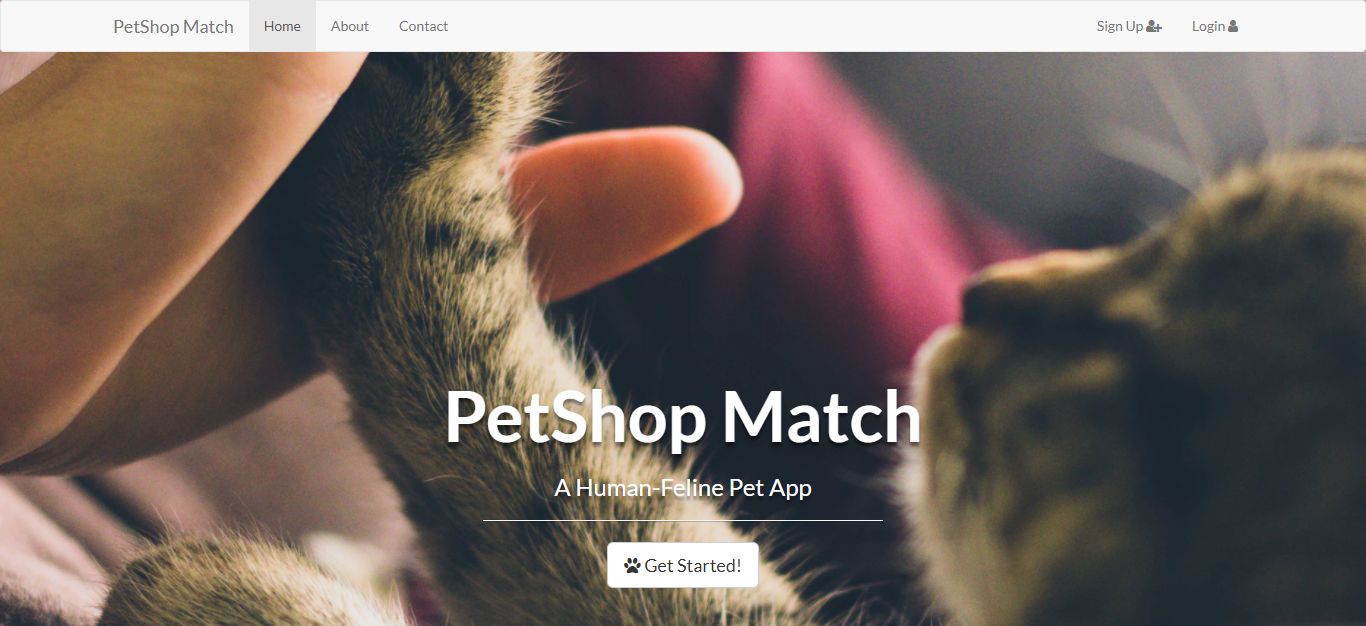 PetShop Match Home About Contact Sign Up Login
PetShop Match
A Human-Feline Pet App
Get Started!